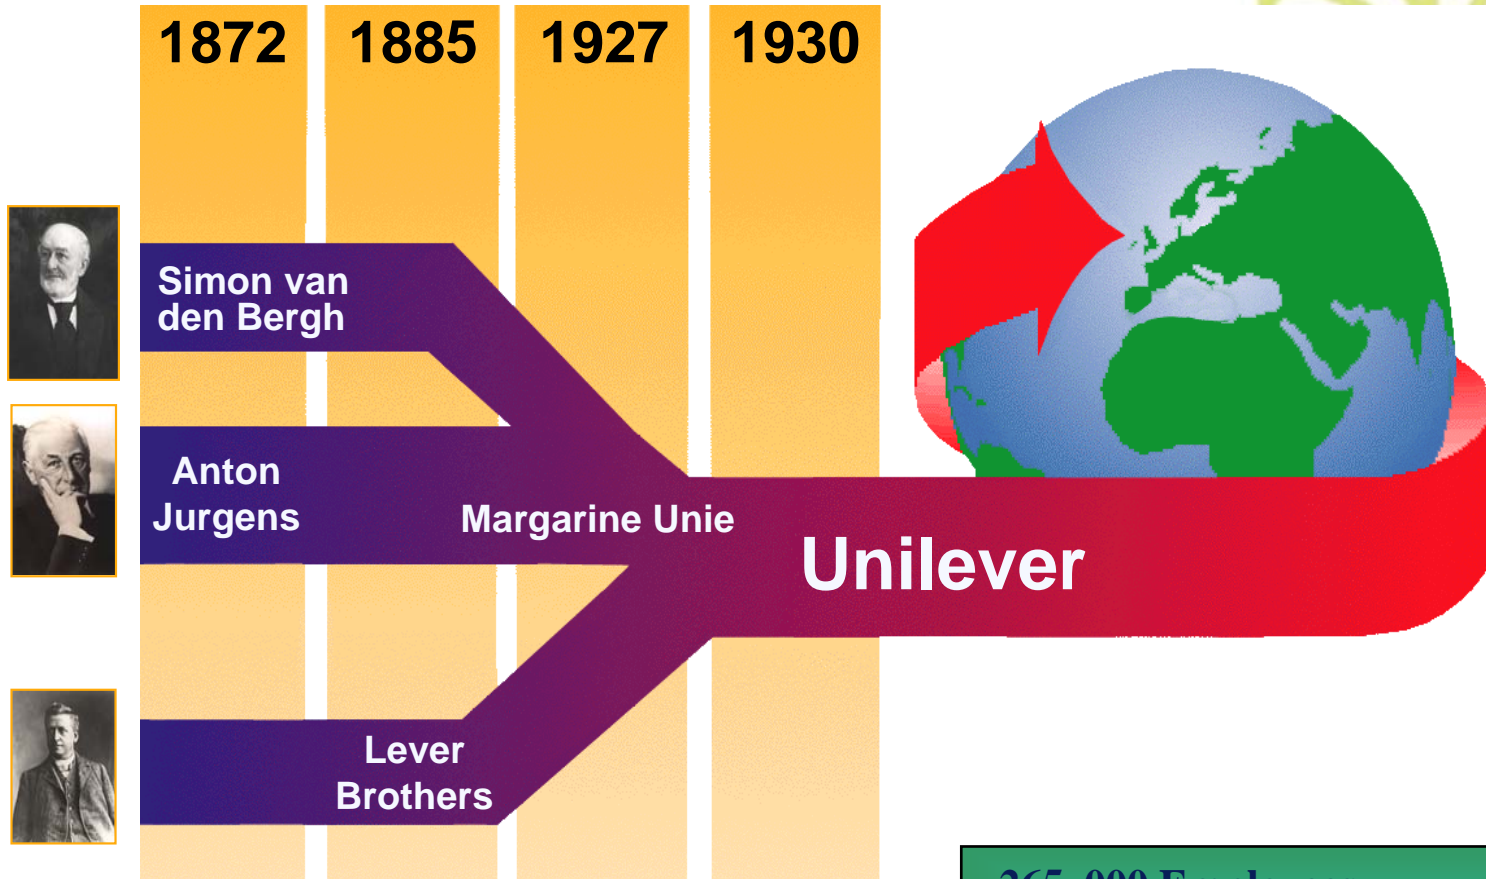 1872 1885 1927 1930
Simon van
den Bergh
Anton
Jurgens
Margarine Unie
Unilever
Lever
Brothers